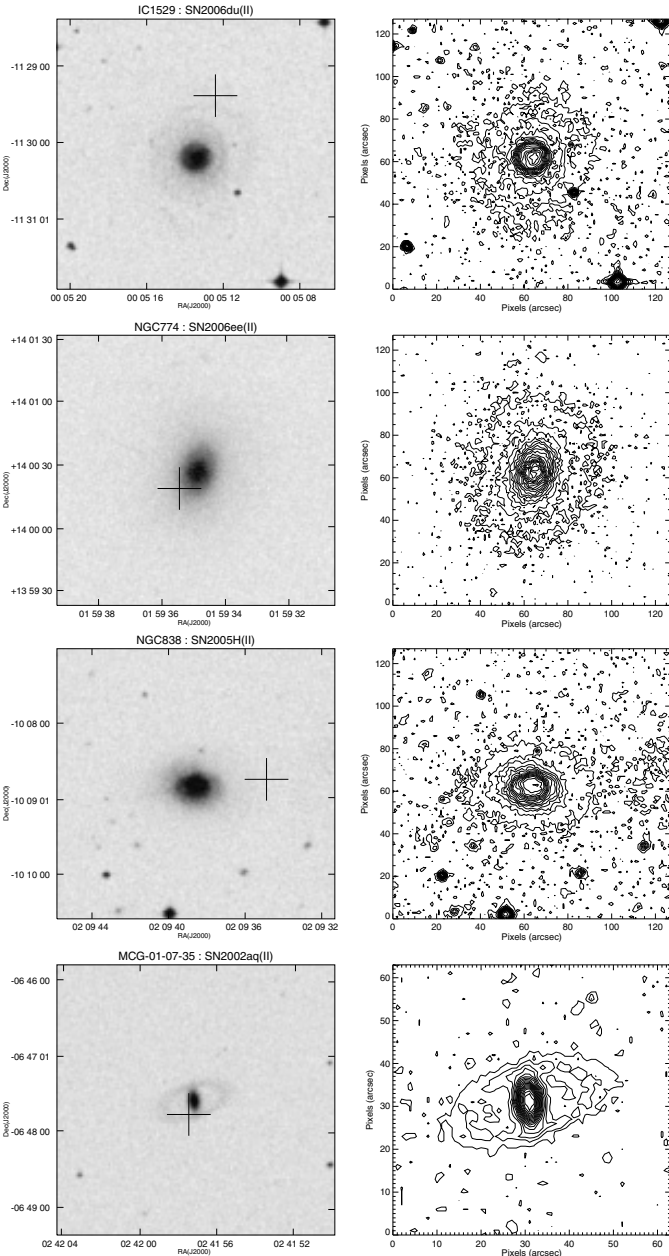 IC1529 : SN2006du(II)
-11 29 00
-11 30 00
-11 31 01
Dec(J2000)
00 05 20 00 05 16 00 05 12 00 05 08
RA(J2000)
120
100
80
60
40
20
0
Pixels (arcsec)
0 20 40 60 80 100 120
Pixels (arcsec)
NGC774 : SN2006ee(II)
+14 01 30
+14 01 00
+14 00 30
+14 00 00
+13 59 30
Dec(J2000)
01 59 38 01 59 36 01 59 34 01 59 32
RA(J2000)
120
100
80
60
40
20
0
Pixels (arcsec)
0 20 40 60 80 100 120
Pixels (arcsec)
NGC838 : SN2005H(II)
-10 08 00
-10 09 01
-10 10 00
Dec(J2000)
02 09 44 02 09 40 02 09 36 02 09 32
RA(J2000)
120
100
80
60
40
20
0
Pixels (arcsec)
0 20 40 60 80 100 120
Pixels (arcsec)
MCG-01-07-35 : SN2002aq(II)
-06 46 00
-06 47 01
-06 48 00
-06 49 00
Dec(J2000)
02 42 04 02 42 00 02 41 56 02 41 52
RA(J2000)
60
50
40
30
20
10
0
Pixels (arcsec)
0 10 20 30 40 50 60
Pixels (arcsec)